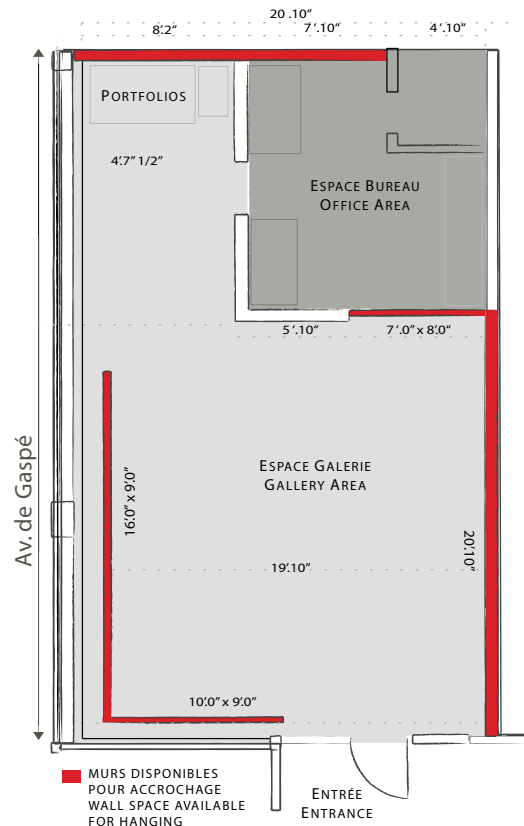 20 .10"
8'.2"
7'.10"
4'.10"
PORTFOLIOS
4'.7" 1/2"
ESPACE BUREAU
OFFICE AREA
5'.10"
7'.0"x 8'.0"
Av. de Gaspé
ESPACE GALERIE
GALLERY AREA
16'.0" x 9'.0"
20'.10"
19'.10"
10'.0" x 9'.0"
MURS DISPONIBLES
POUR ACCROCHAGE
WALL SPACE AVAILABLE
FOR HANGING
ENTRÉE
ENTRANCE